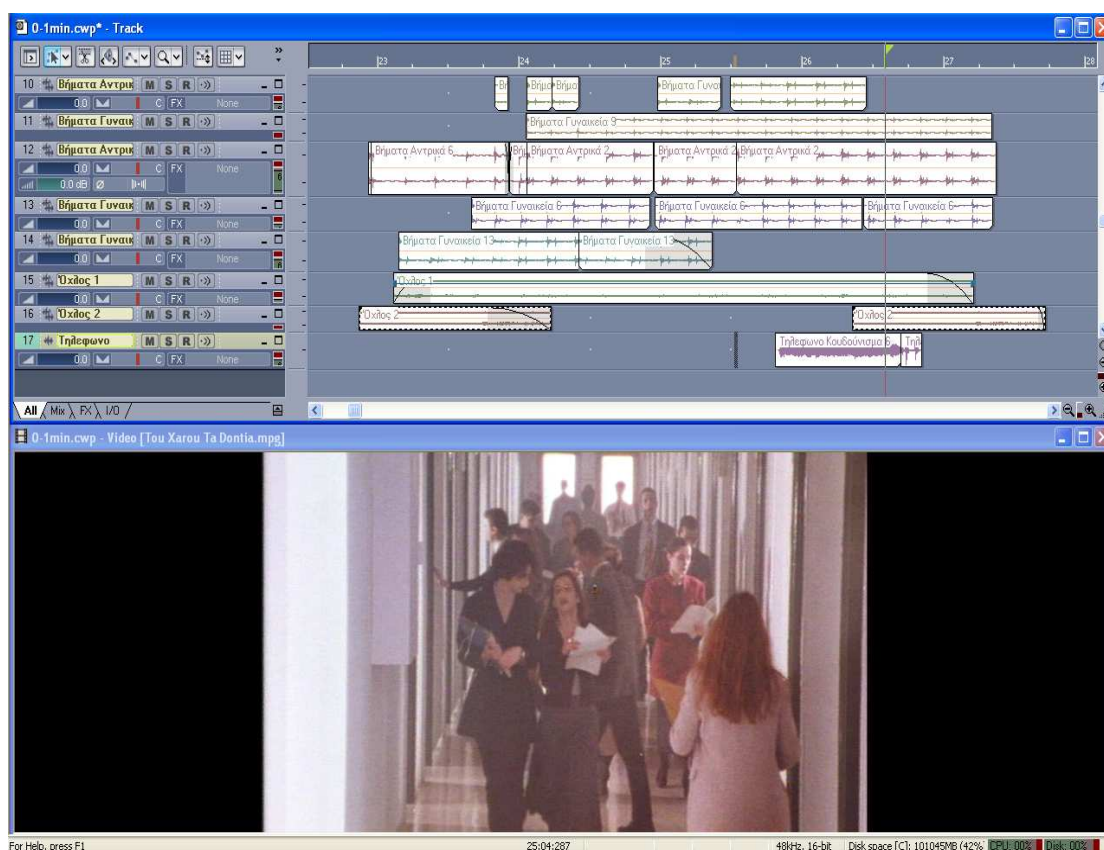 0-1min.cwp* - Track
23 24 25 26 27 28
10 Βήματα Αντρικ M S R
0.0 C FX None
Βήμα Βήμα Βήματα Γυνα
11 Βήματα Γυναικ M S R
Βήματα Γυναικεία 9
12 Βήματα Αντρικ M S R
0.0 C FX None
0.0 dB
Βήματα Αντρικά 6 Βήματα Αντρικά 2 Βήματα Αντρικά 2 Βήματα Αντρικά 2
13 Βήματα Γυναικ M S R
0.0 C FX None
Βήματα Γυναικεία 6 Βήματα Γυναικεία 6 Βήματα Γυναικεία 6
14 Βήματα Γυναικ M S R
0.0 C FX None
Βήματα Γυναικεία 13 Βήματα Γυναικεία 13
15 Όχλος 1 M S R
0.0 C FX None
Όχλος 1
16 Όχλος 2 M S R
Όχλος 2 Όχλος 2
17 Τηλεφωνο M S R
0.0 C FX None
Τηλεφωνο Κουδούνισμα 6 Τηλ
All Mix FX I/O
0-1min.cwp - Video [Tou Xarou Ta Dontia.mpg]
For Help, press F1 25:04:287 48kHz, 16-bit Disk space [C]: 101045MB (42% CPU: 00% Disk: 00%